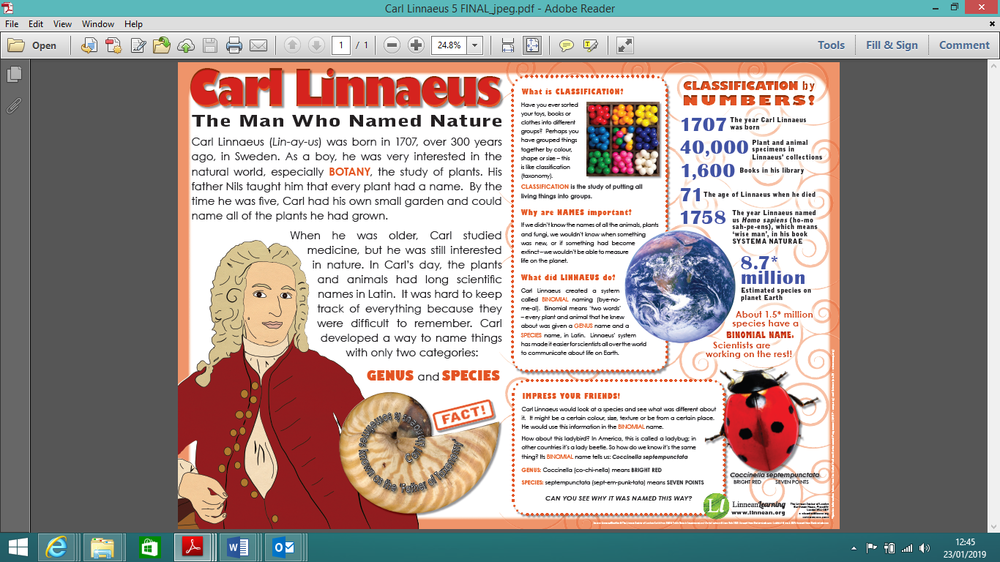 Carl Linnaeus 5 FINAL_jpeg.pdf - Adobe Reader
File Edit View Window Help
Open 1 / 1 24.8% Tools Fill & Sign Comment
Carl Linnaeus
The Man Who Named Nature
Carl Linnaeus (Lin-ay-us) was born in 1707, over 300 years
ago, in Sweden. As a boy, he was very interested in the
natural world, especially BOTANY, the study of plants. His
father Nils taught him that every plant had a name. By the
time he was five, Carl had his own small garden and could
name all of the plants he had grown.
When he was older, Carl studied
medicine, but he was still interested
in nature. In Carl's day, the plants
and animals had long scientific
names in Latin. It was hard to keep
track of everything because they
were difficult to remember. Carl
developed a way to name things
with only two categories:
GENUS and SPECIES
FACT!
Carl Linnaeus is sometimes
known as the 'Father of Taxonomy'
What is CLASSIFICATION?
Have you ever sorted
your toys, books or
clothes into different
groups? Perhaps you
have grouped things
together by colour,
shape or size – this
is like classification
(taxonomy).
CLASSIFICATION is the study of putting all
living things into groups.
Why are NAMES important?
If we didn't know the names of all the animals, plants
and fungi, we wouldn't know when something
was new, or if something had become
extinct – we wouldn't be able to measure
life on the planet.
What did LINNAEUS do?
Carl Linnaeus created a system
called BINOMIAL naming (bye-no-
me-al). Binomial means 'two words'
– every plant and animal that he knew
about was given a GENUS name and a
SPECIES name, in Latin. Linnaeus' system
has made it easier for scientists all over the world
to communicate about life on Earth.
CLASSIFICATION by
NUMBERS!
1707 The year Carl Linnaeus
was born
40,000 Plant and animal
specimens in
Linnaeus' collections
1,600 Books in his library
71 The age of Linnaeus when he died
1758 The year Linnaeus named
us Homo sapiens (ho-mo
sah-pe-ens), which means
'wise man', in his book
SYSTEMA NATURAE
8.7*
million
Estimated species on
planet Earth
About 1.5* million
species have a
BINOMIAL NAME.
Scientists are
working on the rest!
IMPRESS YOUR FRIENDS!
Carl Linnaeus would look at a species and see what was different about
it. It might be a certain colour, size, texture or be from a certain place.
He would use this information in the BINOMIAL name.
How about this ladybird? In America, this is called a ladybug; in
other countries it's a lady beetle. So how do we know it's the same
thing? Its BINOMIAL name tells us: Coccinella septempunctata
GENUS: Coccinella (co-chi-nella) means BRIGHT RED
SPECIES: septempunctata (sept-em-punk-tata) means SEVEN POINTS
CAN YOU SEE WHY IT WAS NAMED THIS WAY?
Coccinella septempunctata
BRIGHT RED SEVEN POINTS
Ll LinneanLearning
www.linnean.org
The Linnean Society of London
Burlington House, Piccadilly
12:45
23/01/2019